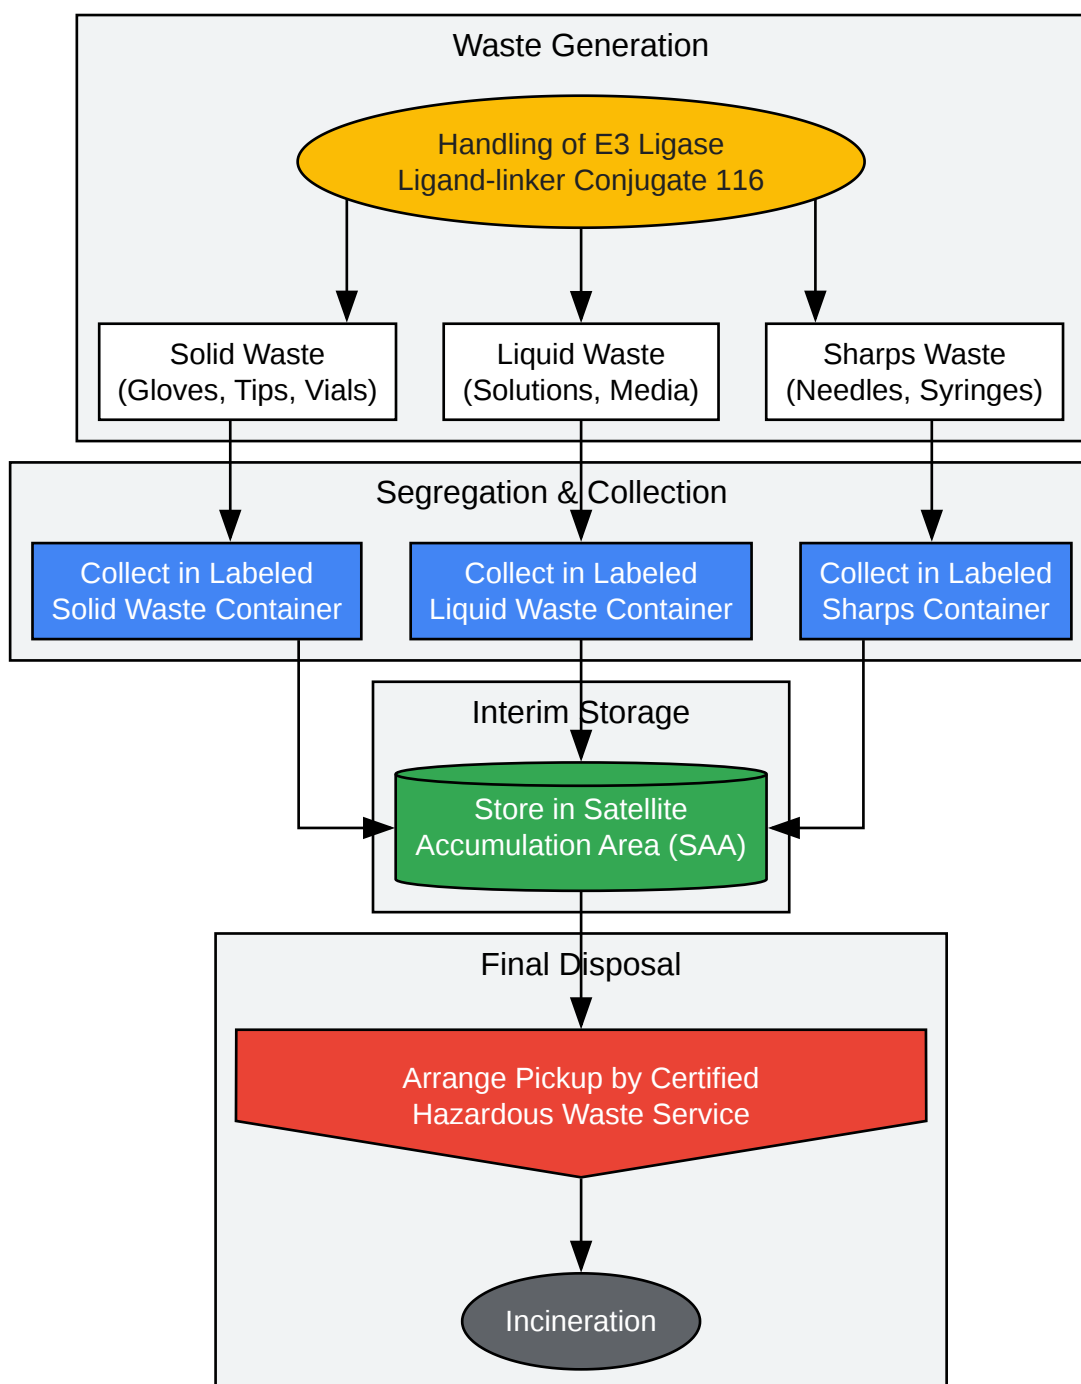 Waste Generation
Handling of E3 Ligase
Ligand-linker Conjugate 116
Solid Waste
(Gloves, Tips, Vials)
Liquid Waste
(Solutions, Media)
Sharps Waste
(Needles, Syringes)
Segregation & Collection
Collect in Labeled
Solid Waste Container
Collect in Labeled
Liquid Waste Container
Collect in Labeled
Sharps Container
Interim Storage
Store in Satellite
Accumulation Area (SAA)
Final Disposal
Arrange Pickup by Certified
Hazardous Waste Service
Incineration